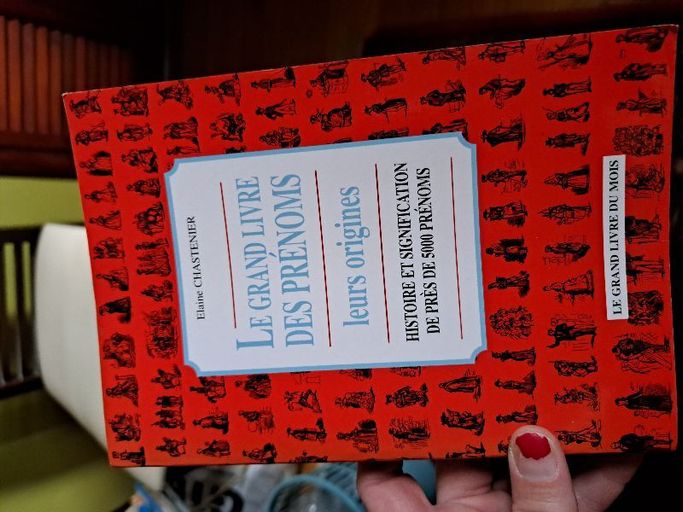 Elaine CHASTENIER
LE GRAND LIVRE
DES PRÉNOMS
leurs origines
HISTOIRE ET SIGNIFICATION
DE PRÈS DE 5000 PRÉNOMS
LE GRAND LIVRE DU MOIS